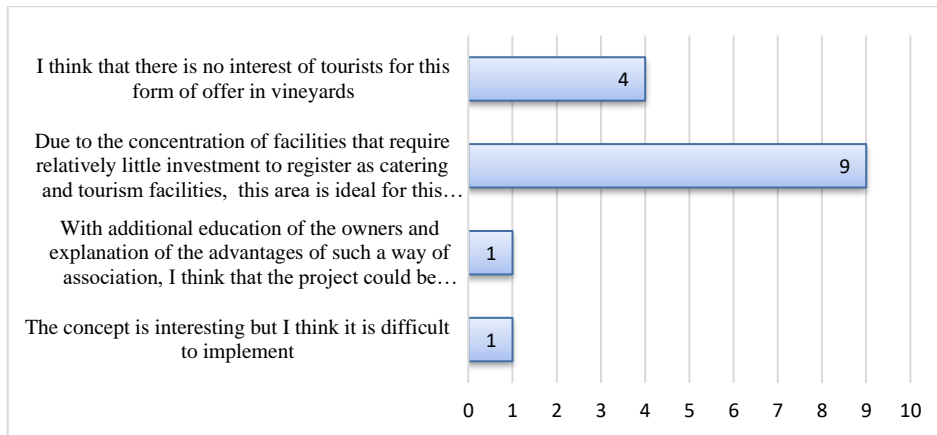 I think that there is no interest of tourists for this
form of offer in vineyards
4
Due to the concentration of facilities that require
relatively little investment to register as catering
and tourism facilities, this area is ideal for this…
9
With additional education of the owners and
explanation of the advantages of such a way of
association, I think that the project could be…
1
The concept is interesting but I think it is difficult
to implement
1
0 1 2 3 4 5 6 7 8 9 10